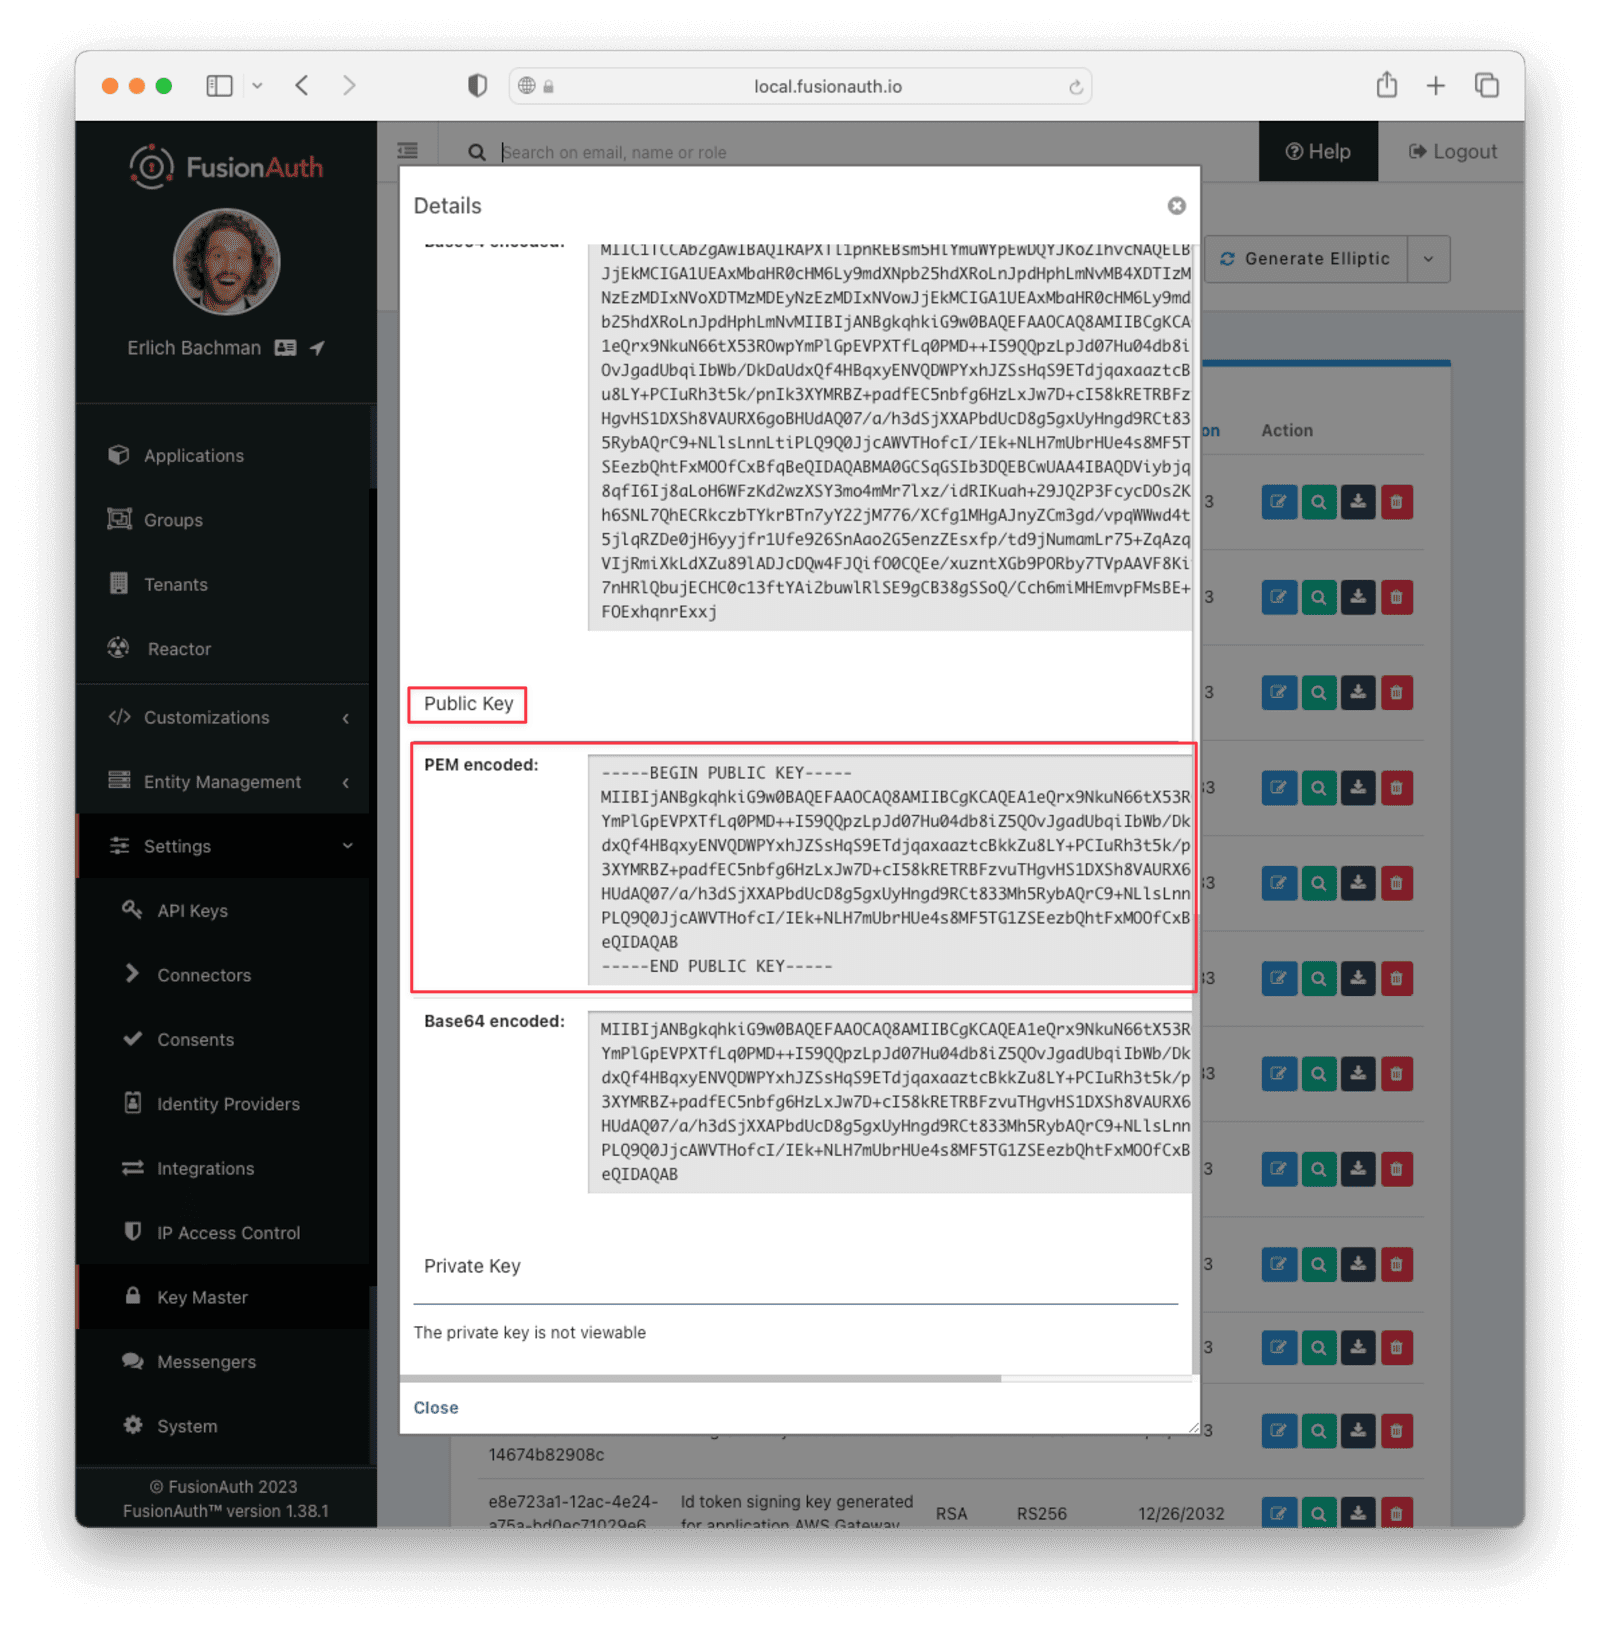 local.fusionauth.io
FusionAuth
Search on email, name or role
Help
Logout
Erlich Bachman
Applications
Groups
Tenants
Reactor
Customizations
Entity Management
Settings
API Keys
Connectors
Consents
Identity Providers
Integrations
IP Access Control
Key Master
Messengers
System
© FusionAuth 2023
FusionAuth™ version 1.38.1
Generate Elliptic
Action
Details
Base64 encoded:
MIIC1TCCAb2gAwIBAQIRAPXTl1pnREBsm5HlYmuWYpEwDQYJKoZIhvcNAQELB
JjEkMCIGA1UEAxMbaHR0cHM6Ly9mdXNpb25hdXRoLnJpdHphLmNvMB4XDTIzM
NzEzMDIxNVoXDTMzMDEyNzEzMDIxNVowJjEkMCIGA1UEAxMbaHR0cHM6Ly9md
b25hdXRoLnJpdHphLmNvMIIBIjANBgkqhkiG9w0BAQEFAAOCAQ8AMIIBCgKCA
1eQrx9NkuN66tX53ROwpYmPlGpEVPXTfLq0PMD++I59QQpzLpJd07Hu04db8i
OvJgadUbqiIbWb/DkDaUdxQf4HBqxyENVQDWPYxhJZSsHqS9ETdjqaxaaztcB
u8LY+PCIuRh3t5k/pnIk3XYMRBZ+padfEC5nbfg6HzLxJw7D+cI58kRETRBFz
HgvHS1DXSh8VAURX6goBHUdAQ07/a/h3dSjXXAPbdUcD8g5gxUyHngd9RCt83
5RybAQrC9+NLlsLnnLtiPLQ9Q0JjcAWVTHofcI/IEk+NLH7mUbrHUe4s8MF5T
SEezbQhtFxMOOfCxBfqBeQIDAQABMA0GCSqGSIb3DQEBCwUAA4IBAQDViybjq
8qfI6Ij8aLoH6WFzKd2wzXSY3mo4mMr7lxz/idRIKuah+29JQ2P3FcycDOs2K
h6SNL7QhECRkczbTYkrBTn7yY22jM776/XCfg1MHgAJnyZCm3gd/vpqWWwd4t
5jlqRZDe0jH6yyjfr1Ufe926SnAao2G5enzZEsxfp/td9jNumamLr75+ZqAzq
VIjRmiXkLdXZu89lADJcDQw4FJQifO0CQEe/xuzntXGb9PORby7TVpAAVF8Ki
7nHRlQbujECHC0c13ftYAi2buwlRlSE9gCB38gSSoQ/Cch6miMHEmvpFMsBE+
FOExhqnrExxj
Public Key
PEM encoded:
-----BEGIN PUBLIC KEY-----
MIIBIjANBgkqhkiG9w0BAQEFAAOCAQ8AMIIBCgKCAQEA1eQrx9NkuN66tX53R
YmPlGpEVPXTfLq0PMD++I59QQpzLpJd07Hu04db8iZ5QOvJgadUbqiIbWb/Dk
dxQf4HBqxyENVQDWPYxhJZSsHqS9ETdjqaxaaztcBkkZu8LY+PCIuRh3t5k/p
3XYMRBZ+padfEC5nbfg6HzLxJw7D+cI58kRETRBFzvuTHgvHS1DXSh8VAURX6
HUdAQ07/a/h3dSjXXAPbdUcD8g5gxUyHngd9RCt833Mh5RybAQrC9+NLlsLnn
PLQ9Q0JjcAWVTHofcI/IEk+NLH7mUbrHUe4s8MF5TG1ZSEezbQhtFxMOOfCxB
eQIDAQAB
-----END PUBLIC KEY-----
Base64 encoded:
MIIBIjANBgkqhkiG9w0BAQEFAAOCAQ8AMIIBCgKCAQEA1eQrx9NkuN66tX53R
YmPlGpEVPXTfLq0PMD++I59QQpzLpJd07Hu04db8iZ5QOvJgadUbqiIbWb/Dk
dxQf4HBqxyENVQDWPYxhJZSsHqS9ETdjqaxaaztcBkkZu8LY+PCIuRh3t5k/p
3XYMRBZ+padfEC5nbfg6HzLxJw7D+cI58kRETRBFzvuTHgvHS1DXSh8VAURX6
HUdAQ07/a/h3dSjXXAPbdUcD8g5gxUyHngd9RCt833Mh5RybAQrC9+NLlsLnn
PLQ9Q0JjcAWVTHofcI/IEk+NLH7mUbrHUe4s8MF5TG1ZSEezbQhtFxMOOfCxB
eQIDAQAB
Private Key
The private key is not viewable
Close
14674b82908c
e8e723a1-12ac-4e24- Id token signing key generated RSA RS256 12/26/2032
a75a-bd0ec71029e6 for application AWS Gateway